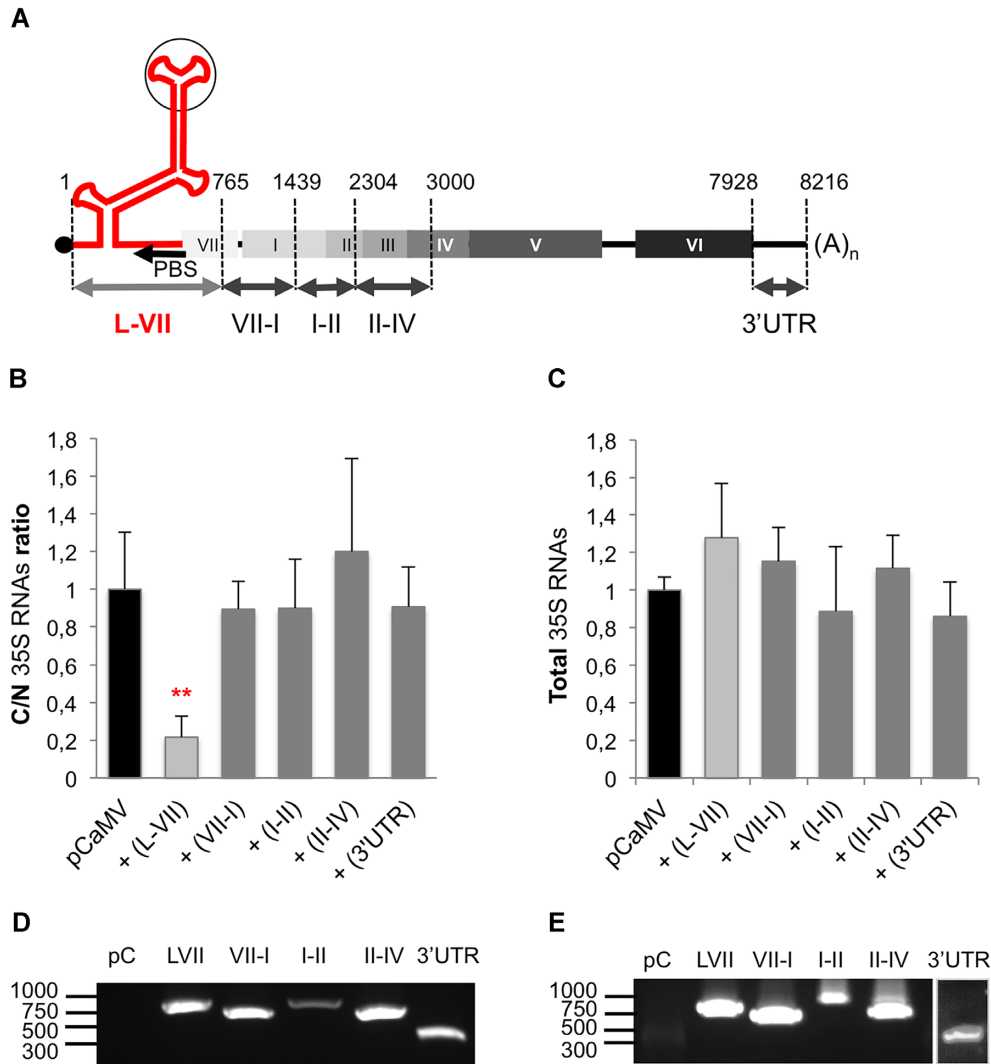 A
1 765 1439 2304 3000 7928 8216
VII I II III IV V VI (A)n
PBS
L-VII VII-I I-II II-IV 3'UTR
B
C/N 35S RNAs ratio
1,8
1,6
1,4
1,2
1
0,8
0,6
0,4
0,2
0
**
pCaMV
+ (L-VII)
+ (VII-I)
+ (I-II)
+ (II-IV)
+ (3'UTR)
C
Total 35S RNAs
1,8
1,6
1,4
1,2
1
0,8
0,6
0,4
0,2
0
pCaMV
+ (L-VII)
+ (VII-I)
+ (I-II)
+ (II-IV)
+ (3'UTR)
D
pC LVII VII-I I-II II-IV 3'UTR
1000
750
500
300
E
pC LVII VII-I I-II II-IV 3'UTR
1000
750
500
300